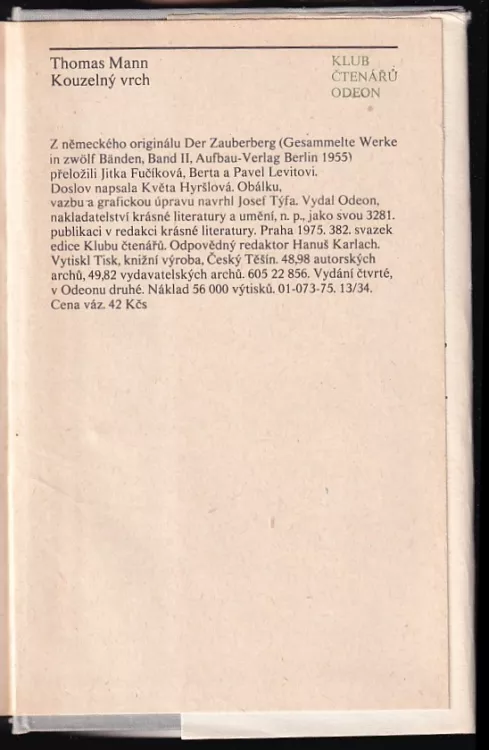 Thomas Mann
Kouzelný vrch
KLUB
ČTENÁŘŮ
ODEON
Z německého originálu Der Zauberberg (Gesammelte Werke
in zwölf Bänden, Band II, Aufbau-Verlag Berlin 1955)
přeložili Jitka Fučíková, Berta a Pavel Levitovi.
Doslov napsala Květa Hyršlová. Obálku,
vazbu a grafickou úpravu navrhl Josef Týfa. Vydal Odeon,
nakladatelství krásné literatury a umění, n. p., jako svou 3281.
publikaci v redakci krásné literatury. Praha 1975. 382. svazek
edice Klubu čtenářů. Odpovědný redaktor Hanuš Karlach.
Vytiskl Tisk, knižní výroba, Český Těšín. 48,98 autorských
archů, 49,82 vydavatelských archů. 605 22 856. Vydání čtvrté,
v Odeonu druhé. Náklad 56 000 výtisků. 01-073-75. 13/34.
Cena váz. 42 Kčs